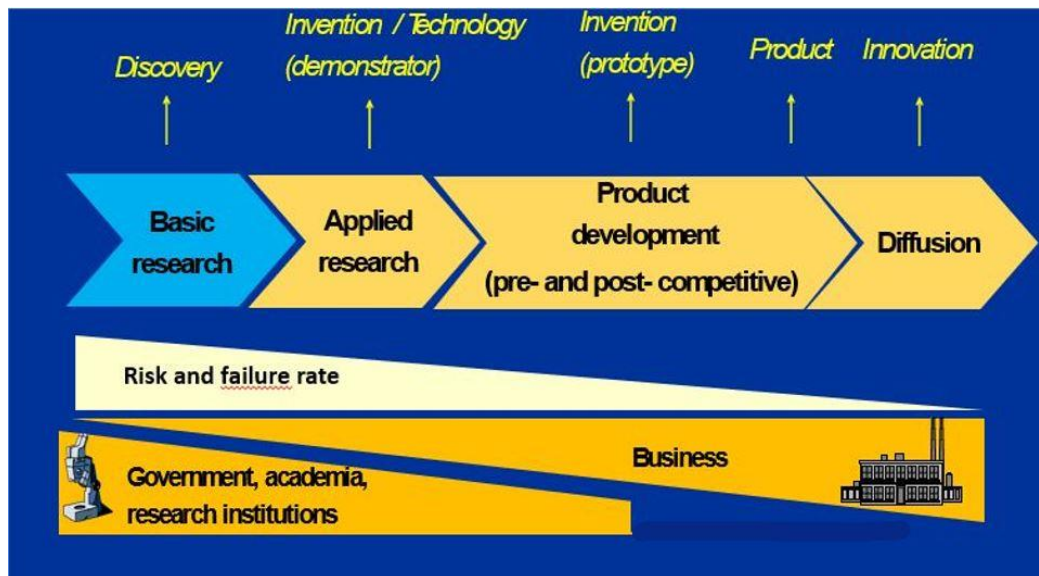 Discovery
Invention / Technology
(demonstrator)
Invention
(prototype)
Product
Innovation
Basic
research
Applied
research
Product
development
(pre- and post- competitive)
Diffusion
Risk and failure rate
Business
Government, academia,
research institutions